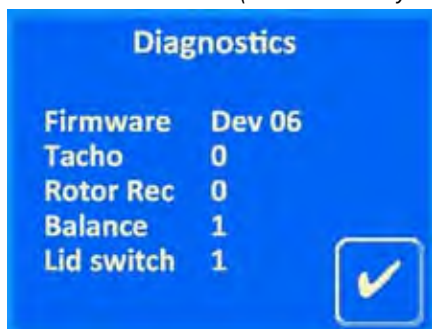 Diagnostics
Firmware Dev 06
Tacho 0
Rotor Rec 0
Balance 1
Lid switch 1